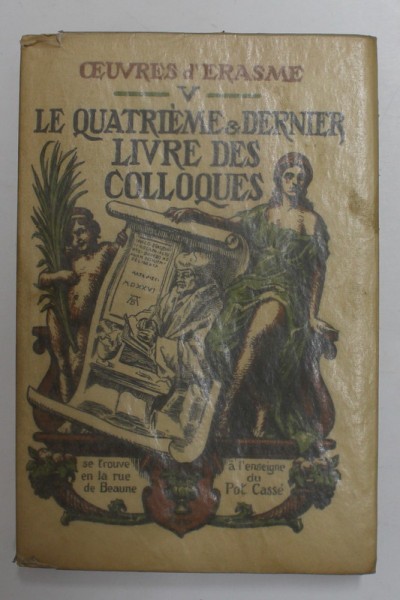 ŒUVRES d'ERASME
V
LE QUATRIÈME & DERNIER
LIVRE DES
COLLOQUES
MDXXVI
se trouve
en la rue
de Beaune
à l'enseigne
du
Pot Cassé